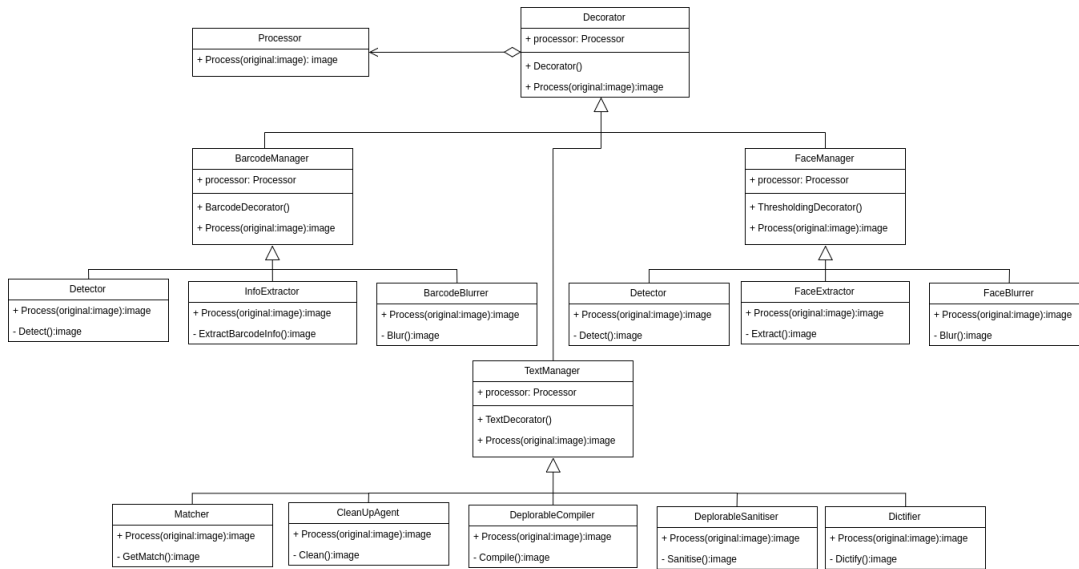 Decorator
+ processor: Processor
+ Decorator()
+ Process(original:image):image
Processor
+ Process(original:image): image
BarcodeManager
+ processor: Processor
+ BarcodeDecorator()
+ Process(original:image):image
FaceManager
+ processor: Processor
+ ThresholdingDecorator()
+ Process(original:image):image
Detector
+ Process(original:image):image
- Detect():image
InfoExtractor
+ Process(original:image):image
- ExtractBarcodeInfo():image
BarcodeBlurrer
+ Process(original:image):image
- Blur():image
Detector
+ Process(original:image):image
- Detect():image
FaceExtractor
+ Process(original:image):image
- Extract():image
FaceBlurrer
+ Process(original:image):image
- Blur():image
TextManager
+ processor: Processor
+ TextDecorator()
+ Process(original:image):image
Matcher
+ Process(original:image):image
- GetMatch():image
CleanUpAgent
+ Process(original:image):image
- Clean():image
DeplorableCompiler
+ Process(original:image):image
- Compile():image
DeplorableSanitiser
+ Process(original:image):image
- Sanitise():image
Dictifier
+ Process(original:image):image
- Dictify():image